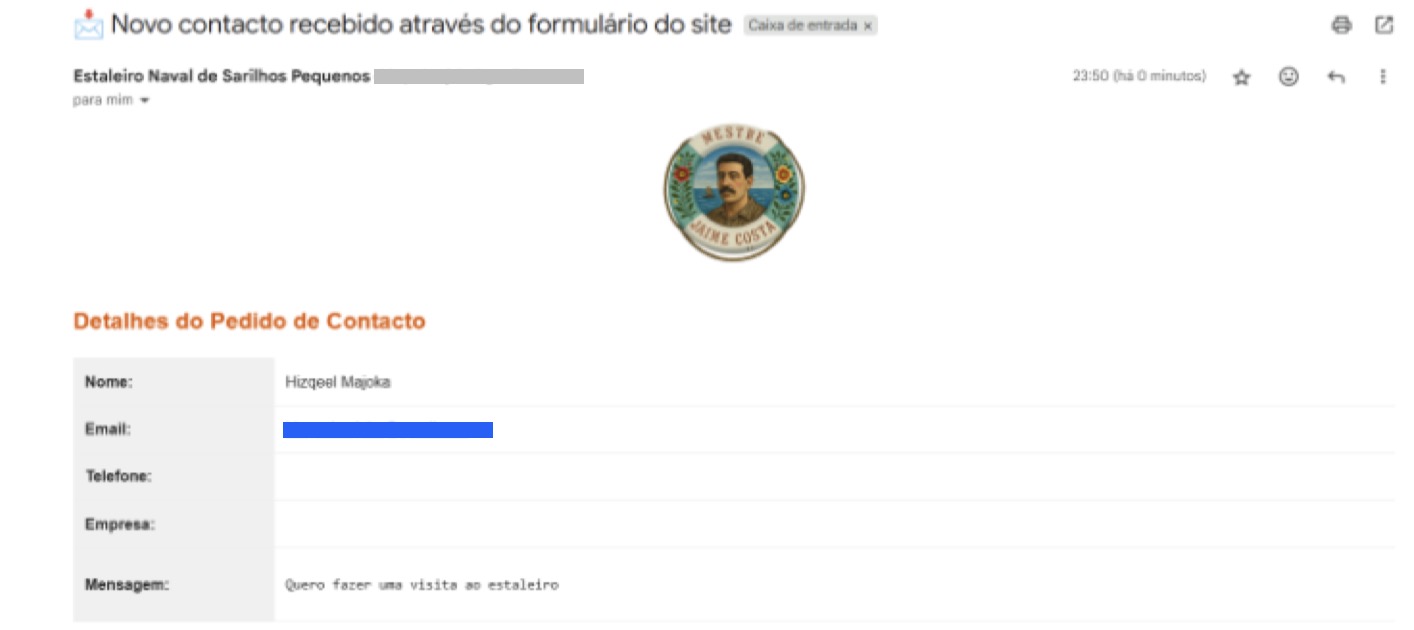 Novo contacto recebido através do formulário do site Caixa de entrada ×
Estaleiro Naval de Sarilhos Pequenos 23:50 (há 0 minutos)
para mim
MESTRE
JAIME COSTA
Detalhes do Pedido de Contacto
Nome: Hizqeel Majoka
Email:
Telefone:
Empresa:
Mensagem: Quero fazer uma visita ao estaleiro